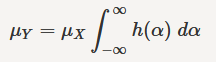 μ_Y = μ_X ∫_{-∞}^{∞} h(α) dα